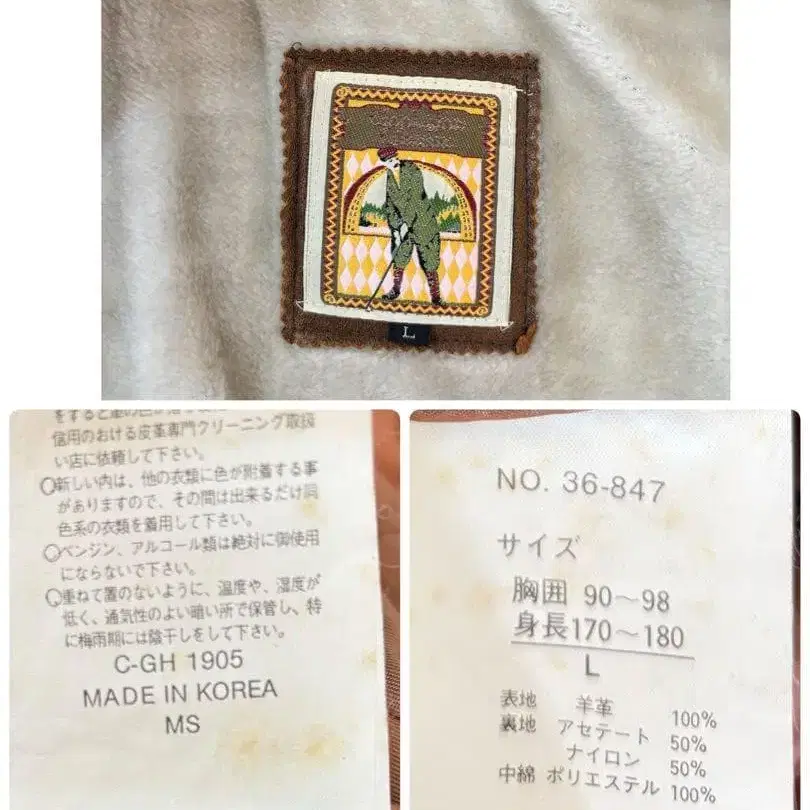 L
信用のおける皮革専門クリーニング取扱
い店に依頼して下さい。
○新しい内は、他の衣類に色が附着する事
がありますので、その間は出来るだけ同
色系の衣類を着用して下さい。
○ベンジン、アルコール類は絶対に御使用
にならないで下さい。
○重ねて置のないように、温度や、湿度が
低く、通気性のよい暗い所で保管し、特
に梅雨期には陰干しをして下さい。
C-GH 1905
MADE IN KOREA
MS
NO. 36-847
サイズ
胸囲 90〜98
身長170〜180
L
表地 羊革 100%
裏地 アセテート 50%
ナイロン 50%
中綿 ポリエステル 100%